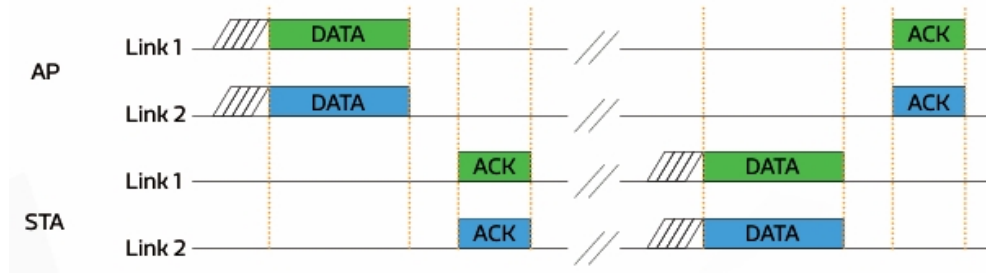 Link 1 DATA ACK
AP
Link 2 DATA ACK
Link 1 ACK DATA
STA
Link 2 ACK DATA